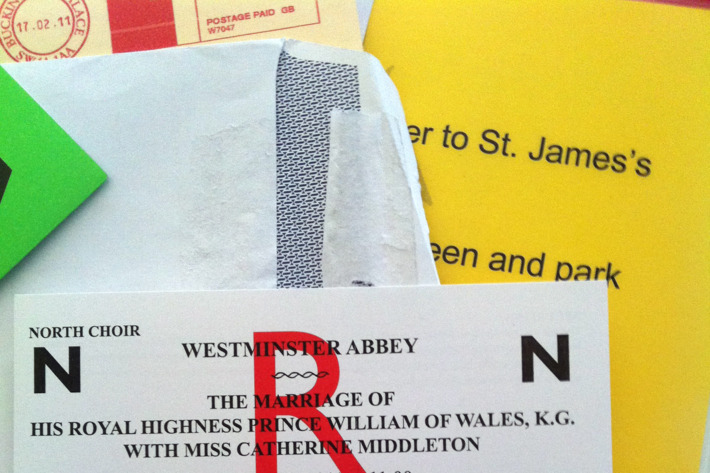 17.02.11
POSTAGE PAID GB
W7047
er to St. James's
een and park
NORTH CHOIR
N
N
WESTMINSTER ABBEY
R
THE MARRIAGE OF
HIS ROYAL HIGHNESS PRINCE WILLIAM OF WALES, K.G.
WITH MISS CATHERINE MIDDLETON